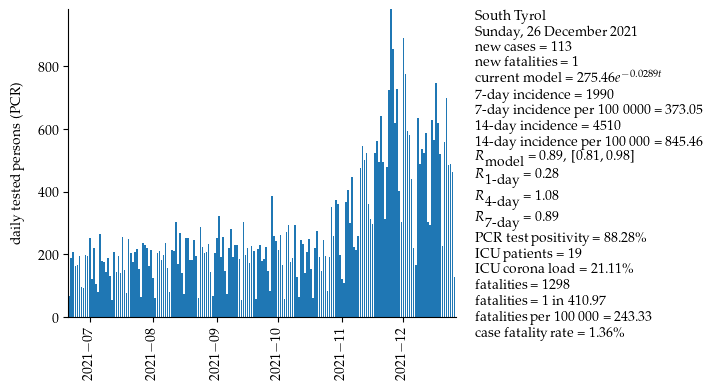 South Tyrol
Sunday, 26 December 2021
new cases = 113
new fatalities = 1
current model = 275.46e^{-0.0289t}
7-day incidence = 1990
7-day incidence per 100 0000 = 373.05
14-day incidence = 4510
14-day incidence per 100 000 = 845.46
R_model = 0.89, [0.81, 0.98]
R_1-day = 0.28
R_4-day = 1.08
R_7-day = 0.89
PCR test positivity = 88.28%
ICU patients = 19
ICU corona load = 21.11%
fatalities = 1298
fatalities = 1 in 410.97
fatalities per 100 000 = 243.33
case fatality rate = 1.36%
daily tested persons (PCR)
800
600
400
200
0
2021−07
2021−08
2021−09
2021−10
2021−11
2021−12